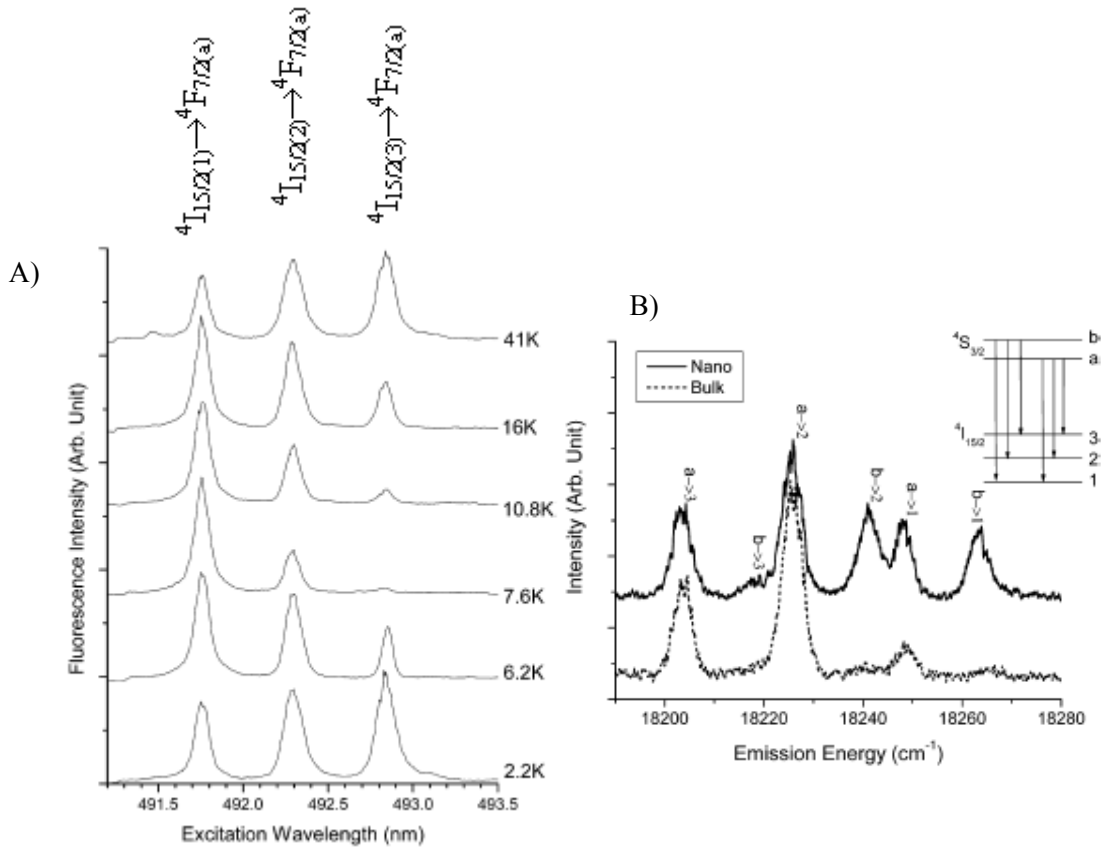 ⁴I₁₅/₂₍₁₎→⁴F₇/₂(a)
⁴I₁₅/₂₍₂₎→⁴F₇/₂(a)
⁴I₁₅/₂₍₃₎→⁴F₇/₂(a)
A)
41K
16K
10.8K
7.6K
6.2K
2.2K
Fluorescence Intensity (Arb. Unit)
491.5 492.0 492.5 493.0 493.5
Excitation Wavelength (nm)
B)
Nano
Bulk
a->3
b->3
a->2
b->2
a->1
b->1
⁴S₃/₂
b
a
⁴I₁₅/₂
3
2
1
Intensity (Arb. Unit)
18200 18220 18240 18260 18280
Emission Energy (cm⁻¹)